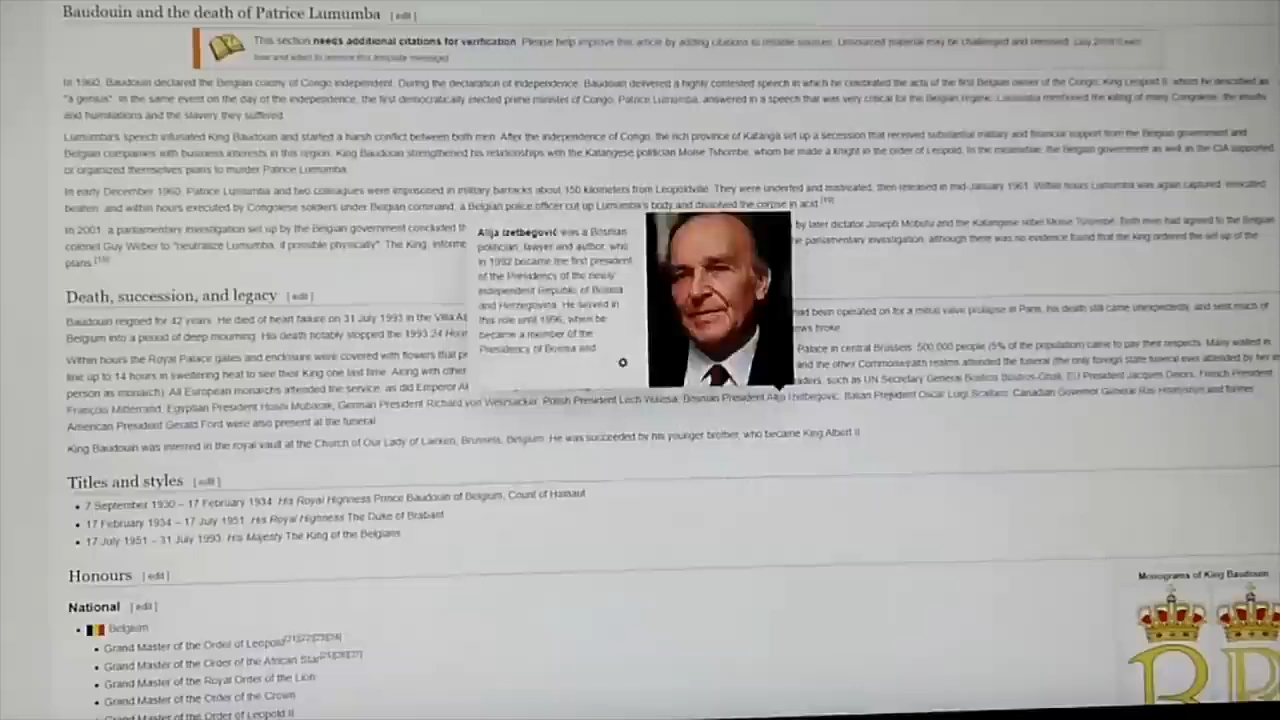 Baudouin and the death of Patrice Lumumba [ edit ]
This section needs additional citations for verification. Please help improve this article by adding citations to reliable sources. Unsourced material may be challenged and removed.
how and when to remove this template message)
In 1960, Baudouin declared the Belgian colony of Congo independent. During the declaration of independence, Baudouin delivered a highly contested speech in which he celebrated the acts of the first Belgian owner of the Congo, King Leopold II, whom he described as
"a genius". In the same event on the day of the independence, the first democratically elected prime minister of Congo, Patrice Lumumba, answered in a speech that was very critical for the Belgian regime. Lumumba mentioned the killing of many Congolese, the insults
and humiliations and the slavery they suffered.
Lumumba's speech infuriated King Baudouin and started a harsh conflict between both men. After the independence of Congo, the rich province of Katanga set up a secession that received substantial military and financial support from the Belgian government and
Belgian companies with business interests in this region. King Baudouin strengthened his relationships with the Katangese politician Moise Tshombe, whom he made a knight in the order of Leopold. In the meanwhile, the Belgian government as well as the CIA supported
or organized themselves plans to murder Patrice Lumumba.
In early December 1960, Patrice Lumumba and two colleagues were imprisoned in military barracks about 150 kilometers from Leopoldville. They were underfed and mistreated, then released in mid-January 1961. Within hours Lumumba was again captured,
beaten, and within hours executed by Congolese soldiers under Belgian command, a Belgian police officer cut up Lumumba's body and dissolved the corpse in acid.
In 2001, a parliamentary investigation set up by the Belgian government concluded th by later dictator Joseph Mobutu and the Katangese rebel Moise Tshombe. Both men had agreed to the Belgian
colonel Guy Weber to "neutralize Lumumba, if possible physically". The King, informe he parliamentary investigation, although there was no evidence found that the King ordered the set up of the
plans.
Alija Izetbegović was a Bosnian
politician, lawyer and author, who
in 1992 became the first president
of the Presidency of the newly
independent Republic of Bosnia
and Herzegovina. He served in
this role until 1996, when he
became a member of the
Presidency of Bosnia and
Death, succession, and legacy [ edit ]
Baudouin reigned for 42 years. He died of heart failure on 31 July 1993 in the Villa As had been operated on for a mitral valve prolapse in Paris, his death still came unexpectedly, and sent much of
Belgium into a period of deep mourning. His death notably stopped the 1993 24 Hour ews broke.
Within hours the Royal Palace gates and enclosure were covered with flowers that pe Palace in central Brussels. 500,000 people (5% of the population) came to pay their respects. Many waited in
line up to 14 hours in sweltering heat to see their King one last time. Along with other and the other Commonwealth realms attended the funeral (the only foreign state funeral ever attended by her in
person as monarch). All European monarchs attended the service, as did Emperor Ak aders, such as UN Secretary General Boutros Boutros-Ghali, EU President Jacques Delors, French President
François Mitterrand, Egyptian President Hosni Mubarak, German President Richard von Weizsäcker, Polish President Lech Wałęsa, Bosnian President Alija Izetbegović, Italian President Oscar Luigi Scalfaro, Canadian Governor General Ray Hnatyshyn and former
American President Gerald Ford were also present at the funeral.
King Baudouin was interred in the royal vault at the Church of Our Lady of Laeken, Brussels, Belgium. He was succeeded by his younger brother, who became King Albert II.
Titles and styles [ edit ]
• 7 September 1930 – 17 February 1934: His Royal Highness Prince Baudouin of Belgium, Count of Hainaut
• 17 February 1934 – 17 July 1951: His Royal Highness The Duke of Brabant
• 17 July 1951 – 31 July 1993: His Majesty The King of the Belgians
Honours [ edit ]
Monograms of King Baudouin
National [ edit ]
• Belgium
• Grand Master of the Order of Leopold
• Grand Master of the Order of the African Star
• Grand Master of the Royal Order of the Lion
• Grand Master of the Order of the Crown
• Grand Master of the Order of Leopold II